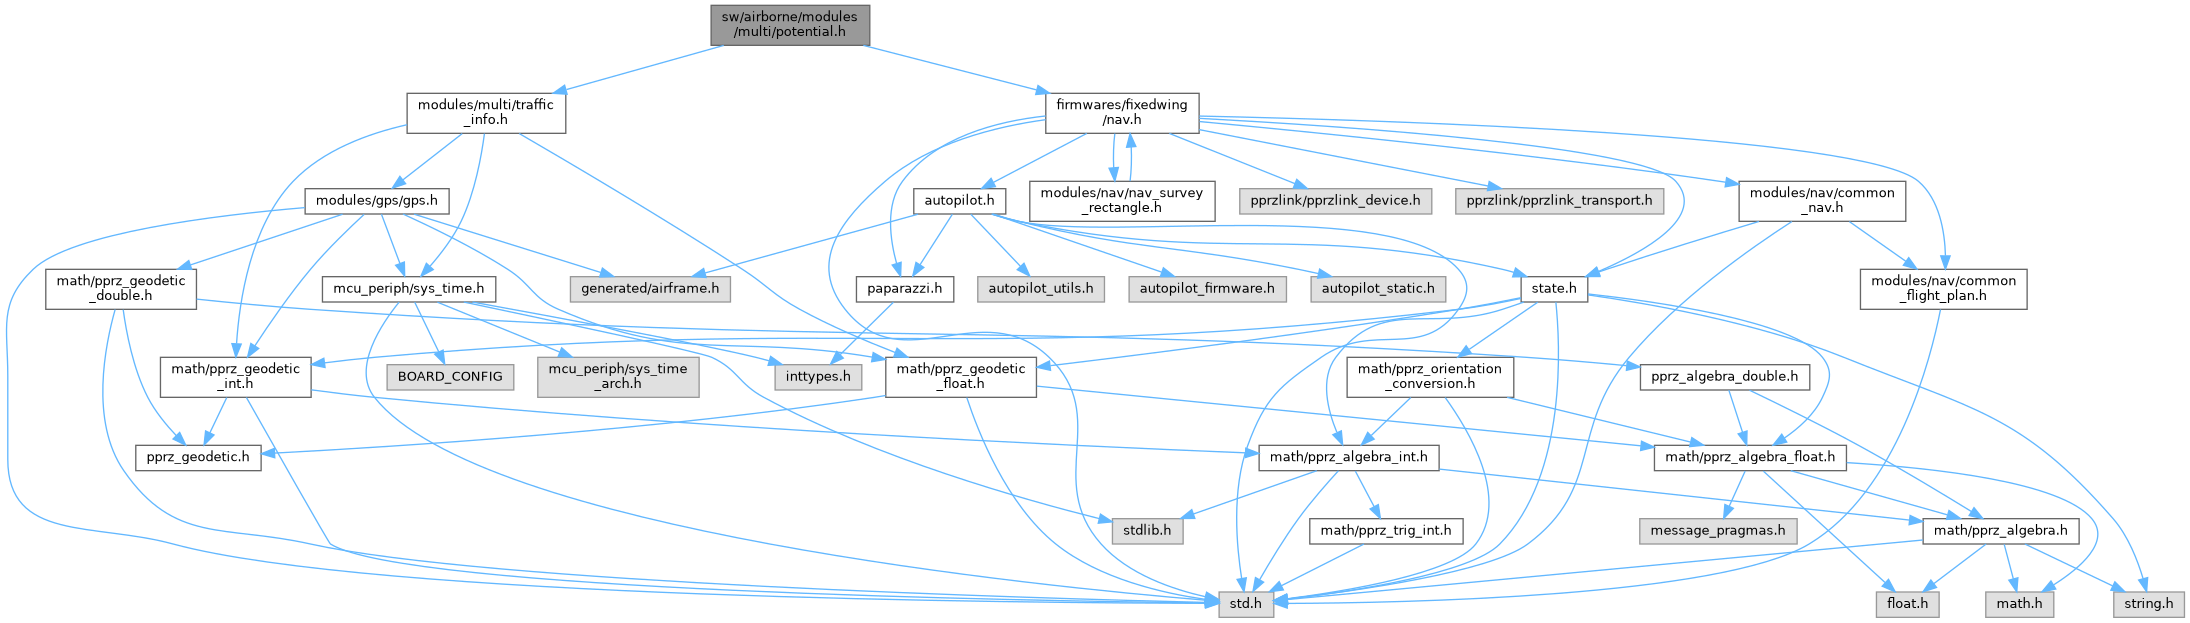 sw/airborne/modules
/multi/potential.h
modules/multi/traffic
_info.h
firmwares/fixedwing
/nav.h
modules/gps/gps.h
autopilot.h
modules/nav/nav_survey
_rectangle.h
pprzlink/pprzlink_device.h
pprzlink/pprzlink_transport.h
modules/nav/common
_nav.h
math/pprz_geodetic
_double.h
mcu_periph/sys_time.h
generated/airframe.h
paparazzi.h
autopilot_utils.h
autopilot_firmware.h
autopilot_static.h
state.h
modules/nav/common
_flight_plan.h
math/pprz_geodetic
_int.h
BOARD_CONFIG
mcu_periph/sys_time
_arch.h
inttypes.h
math/pprz_geodetic
_float.h
math/pprz_orientation
_conversion.h
pprz_algebra_double.h
pprz_geodetic.h
math/pprz_algebra_int.h
math/pprz_algebra_float.h
stdlib.h
math/pprz_trig_int.h
message_pragmas.h
math/pprz_algebra.h
std.h
float.h
math.h
string.h